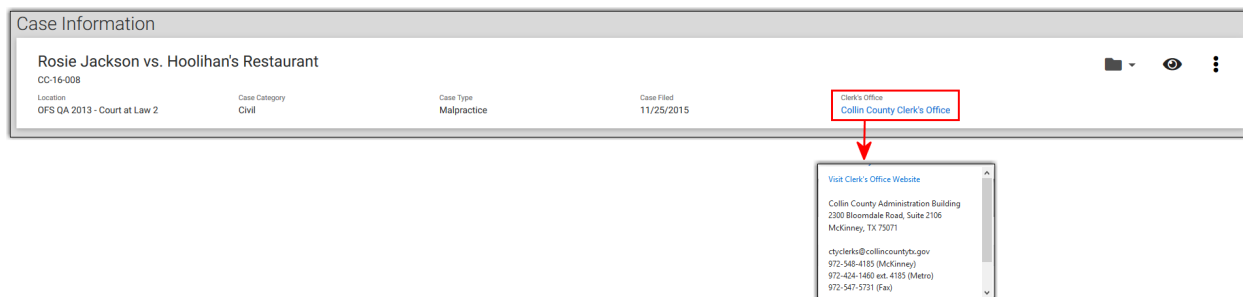 Case Information
Rosie Jackson vs. Hoolihan's Restaurant
CC-16-008
Location Case Category Case Type Case Filed Clerk's Office
OFS QA 2013 - Court at Law 2 Civil Malpractice 11/25/2015 Collin County Clerk's Office
Visit Clerk's Office Website
Collin County Administration Building
2300 Bloomdale Road, Suite 2106
McKinney, TX 75071
ctyclerks@collincountytx.gov
972-548-4185 (McKinney)
972-424-1460 ext. 4185 (Metro)
972-547-5731 (Fax)